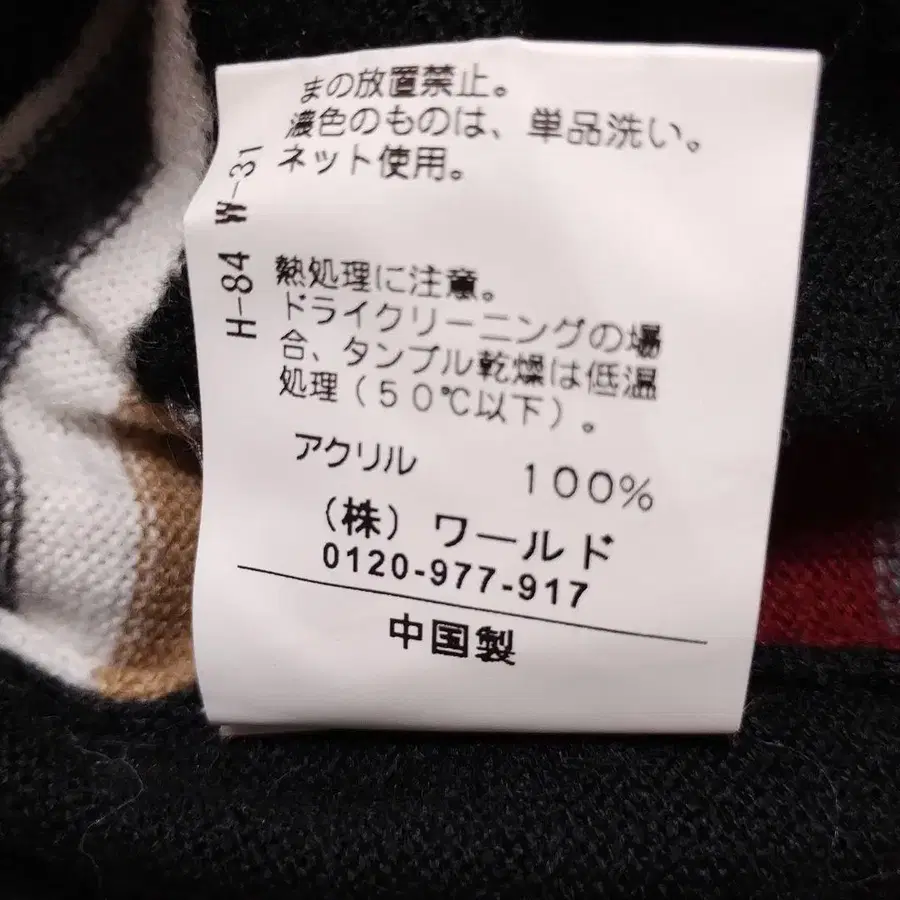 まの放置禁止。
濃色のものは、単品洗い。
ネット使用。
H-84 W-31
熱処理に注意。
ドライクリーニングの場
合、タンブル乾燥は低温
処理(50℃以下)。
アクリル 100%
(株)ワールド
0120-977-917
中国製